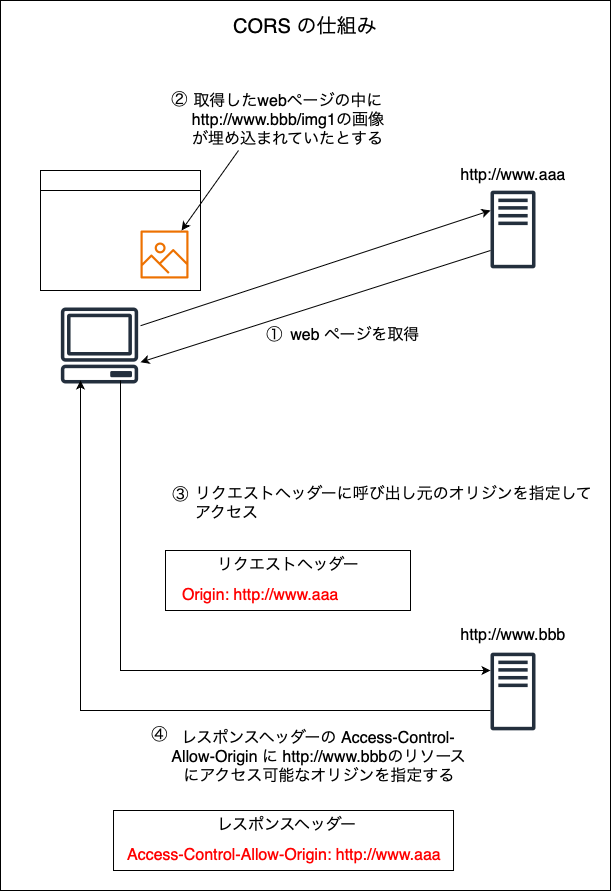 CORS の仕組み
② 取得したwebページの中に
http://www.bbb/img1の画像
が埋め込まれていたとする
http://www.aaa
① web ページを取得
③ リクエストヘッダーに呼び出し元のオリジンを指定して
アクセス
リクエストヘッダー
Origin: http://www.aaa
http://www.bbb
④ レスポンスヘッダーの Access-Control-
Allow-Origin に http://www.bbbのリソース
にアクセス可能なオリジンを指定する
レスポンスヘッダー
Access-Control-Allow-Origin: http://www.aaa